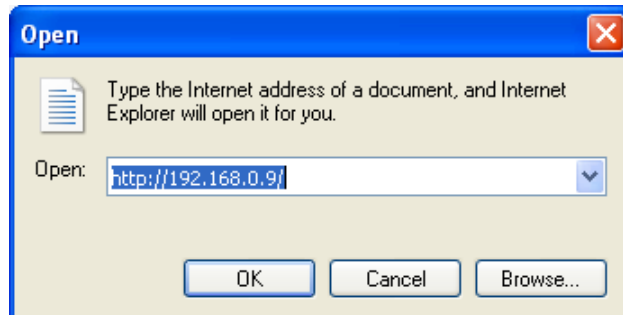 Open
Type the Internet address of a document, and Internet
Explorer will open it for you.
Open:
http://192.168.0.9/
OK
Cancel
Browse...